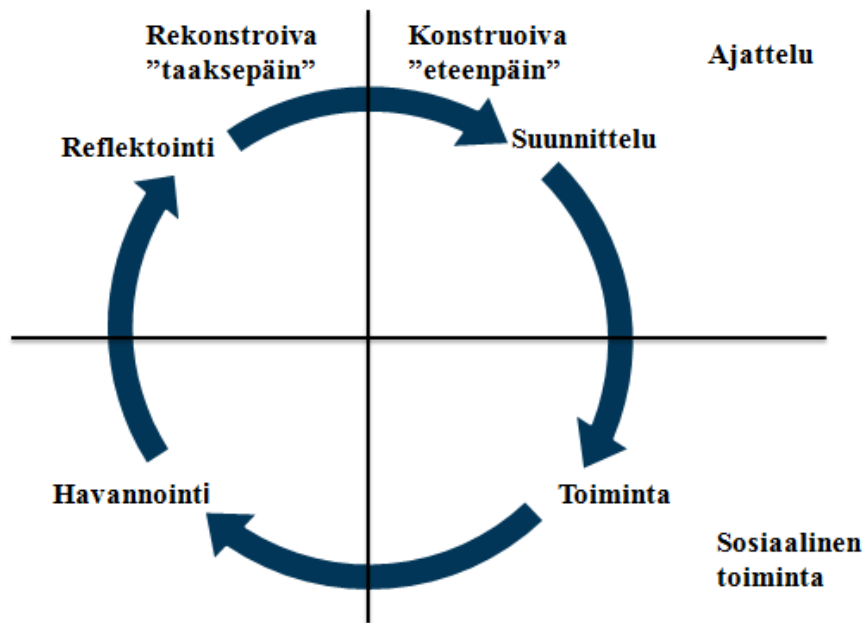 Rekonstroiva
”taaksepäin”
Konstruoiva
”eteenpäin”
Ajattelu
Reflektointi
Suunnittelu
Havannointi
Toiminta
Sosiaalinen
toiminta